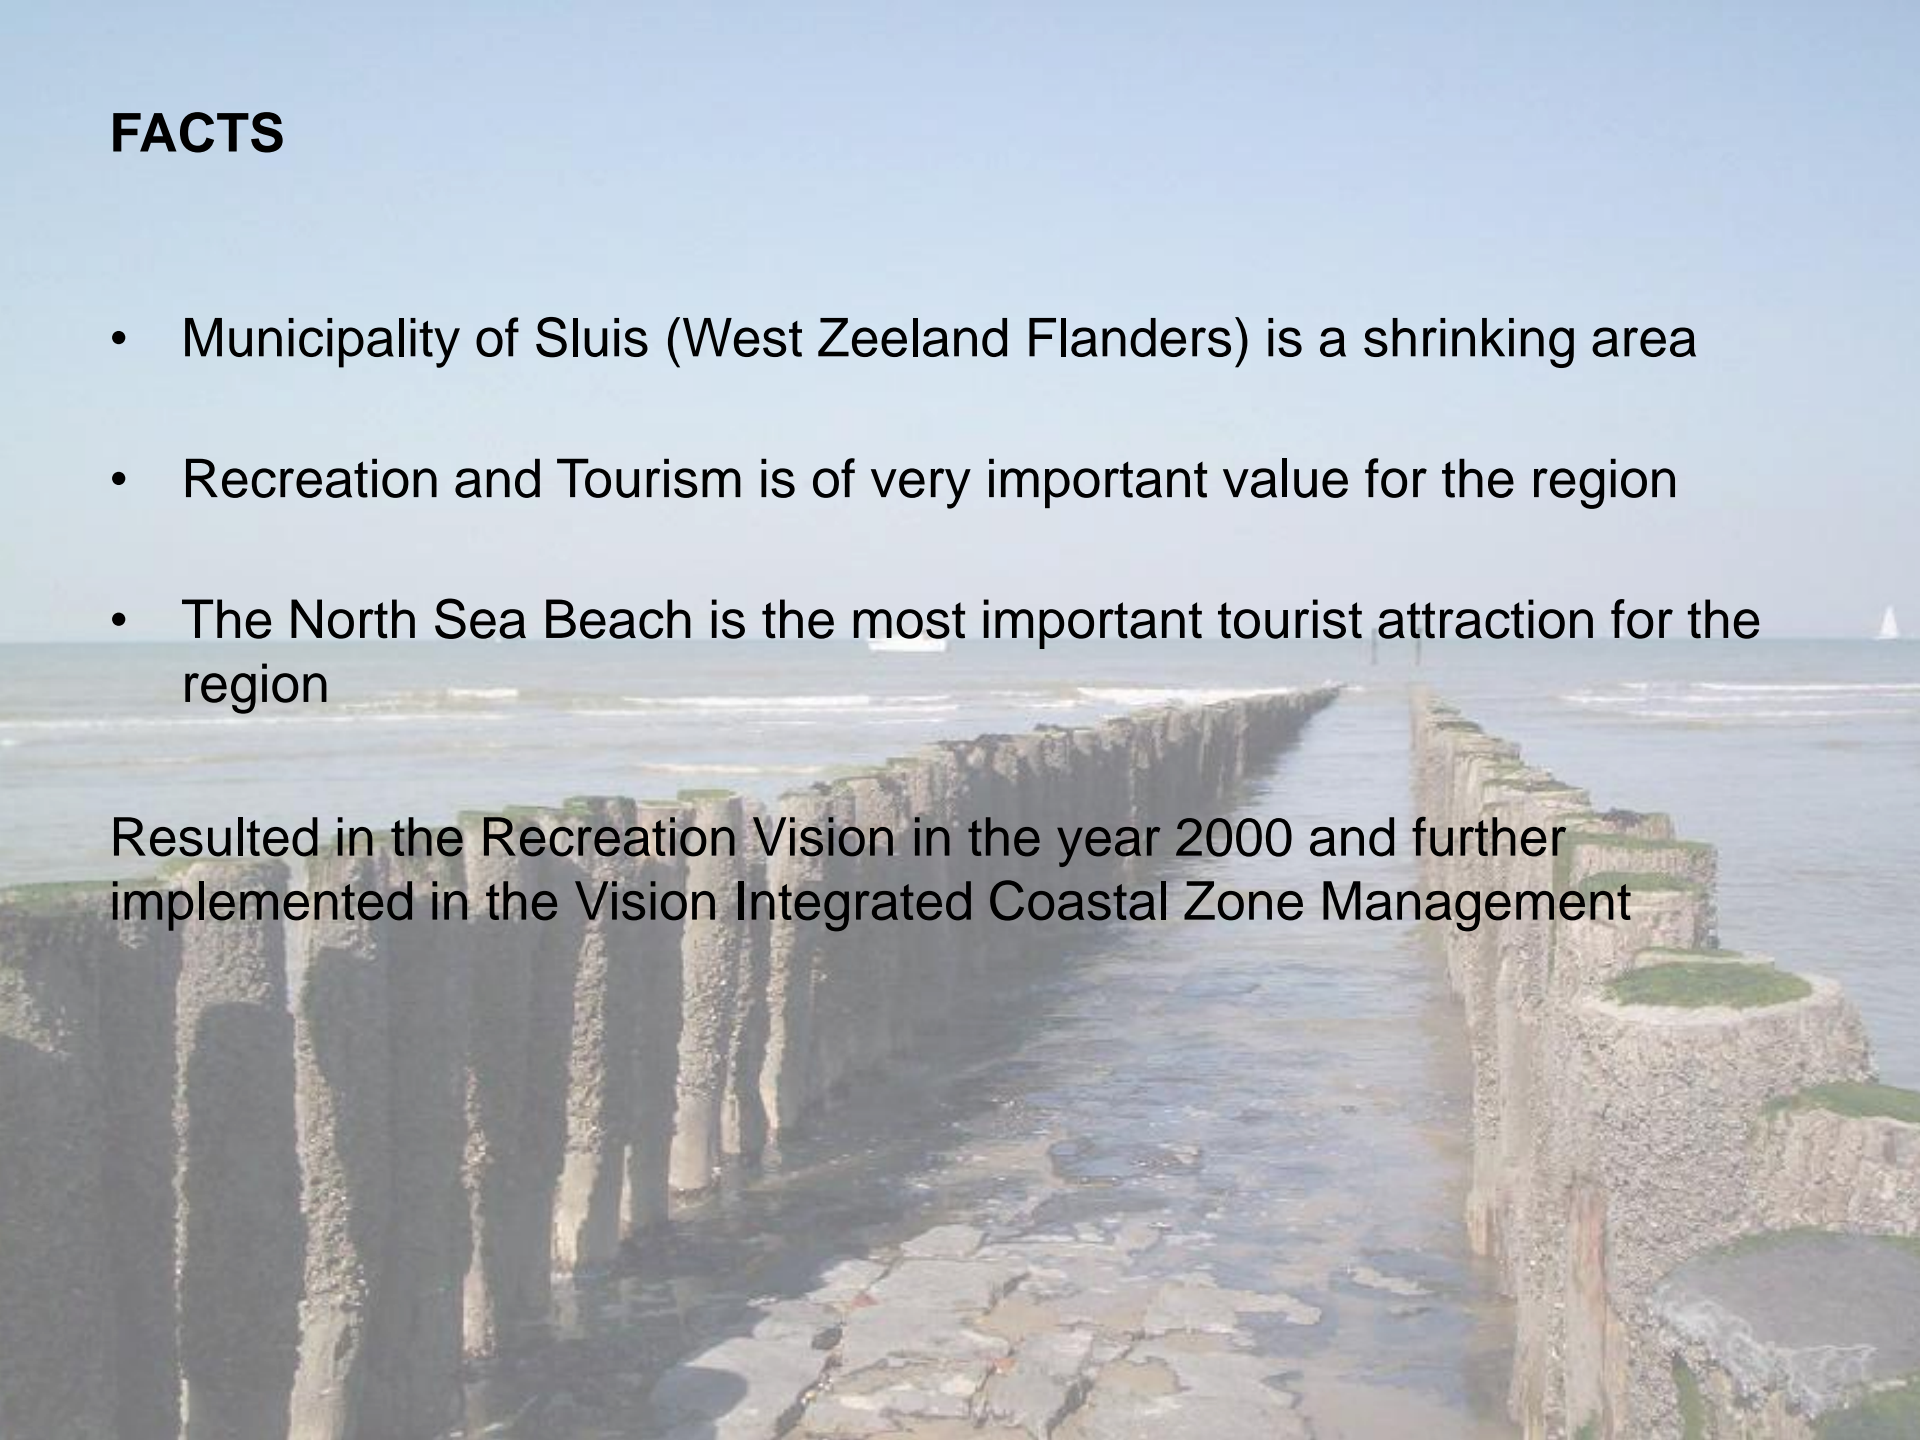 FACTS
• Municipality of Sluis (West Zeeland Flanders) is a shrinking area
• Recreation and Tourism is of very important value for the region
• The North Sea Beach is the most important tourist attraction for the
region
Resulted in the Recreation Vision in the year 2000 and further
implemented in the Vision Integrated Coastal Zone Management